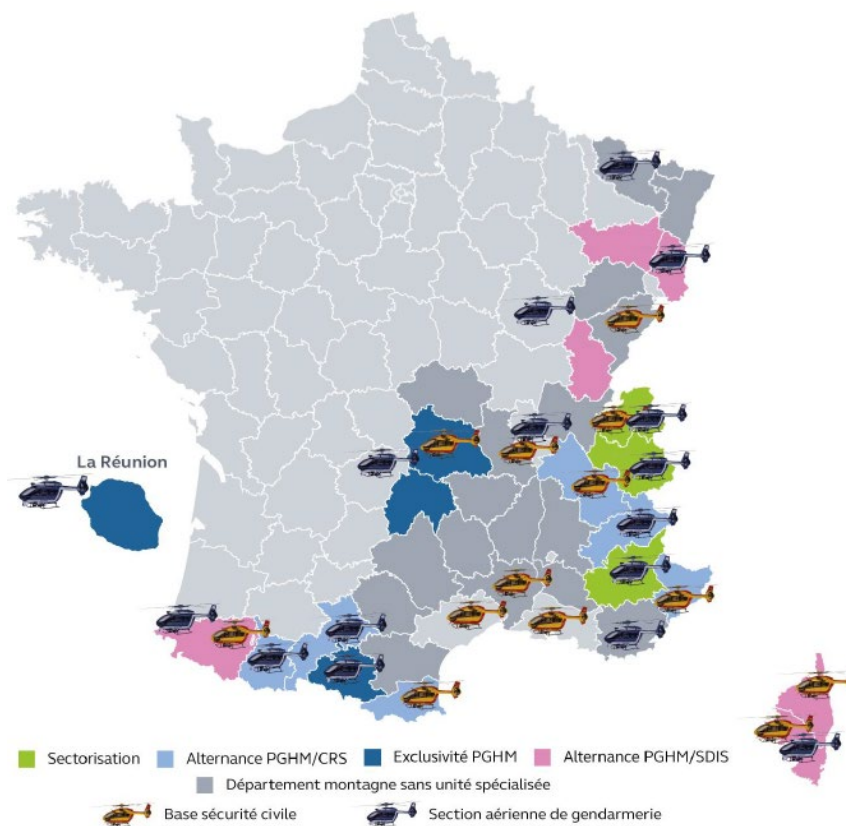 La Réunion
Sectorisation
Alternance PGHM/CRS
Exclusivité PGHM
Alternance PGHM/SDIS
Département montagne sans unité spécialisée
Base sécurité civile
Section aérienne de gendarmerie